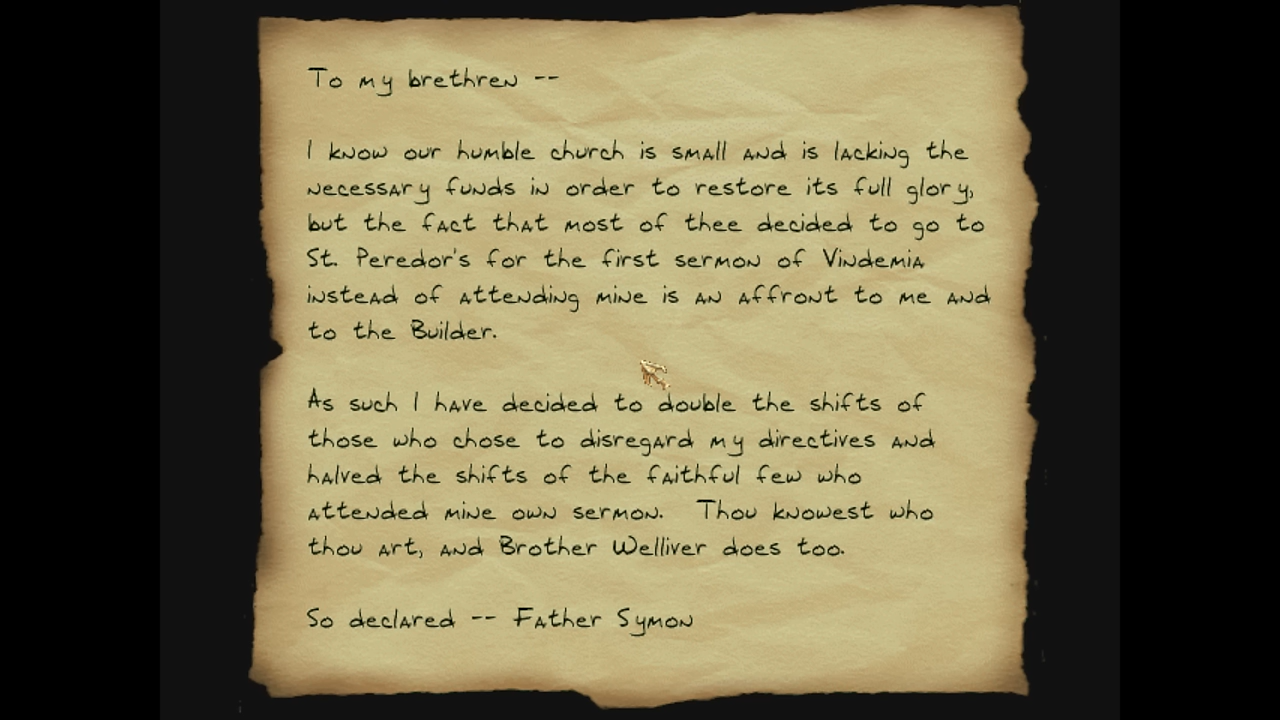 To my brethren --
I know our humble church is small and is lacking the
necessary funds in order to restore its full glory,
but the fact that most of thee decided to go to
St. Peredor's for the first sermon of Vindemia
instead of attending mine is an affront to me and
to the Builder.
As such I have decided to double the shifts of
those who chose to disregard my directives and
halved the shifts of the faithful few who
attended mine own sermon. Thou knowest who
thou art, and Brother Welliver does too.
So declared -- Father Symon